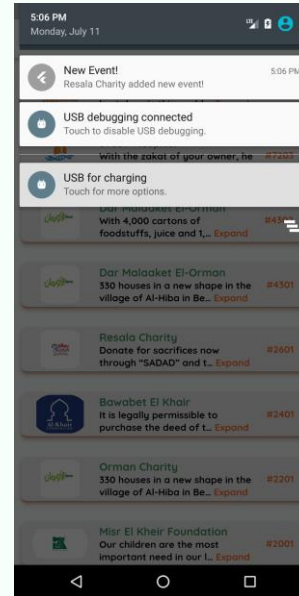 5:06 PM
Monday, July 11
LTE
New Event!
5:06 PM
Resala Charity added new event!
USB debugging connected
Touch to disable USB debugging.
With the zakat of your owner, he
#7203
USB for charging
Touch for more options.
Dar Malaaket El-Orman
With 4,000 cartons of
foodstuffs, juice and 1,... Expand
Dar Malaaket El-Orman
330 houses in a new shape in the
village of Al-Hiba in Be... Expand
#4301
Resala Charity
Donate for sacrifices now
through "SADAD" and t... Expand
#2601
Bawabet El Khair
It is legally permissible to
purchase the deed of t... Expand
#2401
Al-Khair
Orman Charity
330 houses in a new shape in the
village of Al-Hiba in Be... Expand
#2201
Misr El Kheir Foundation
Our children are the most
important need in our l... Expand
#2001